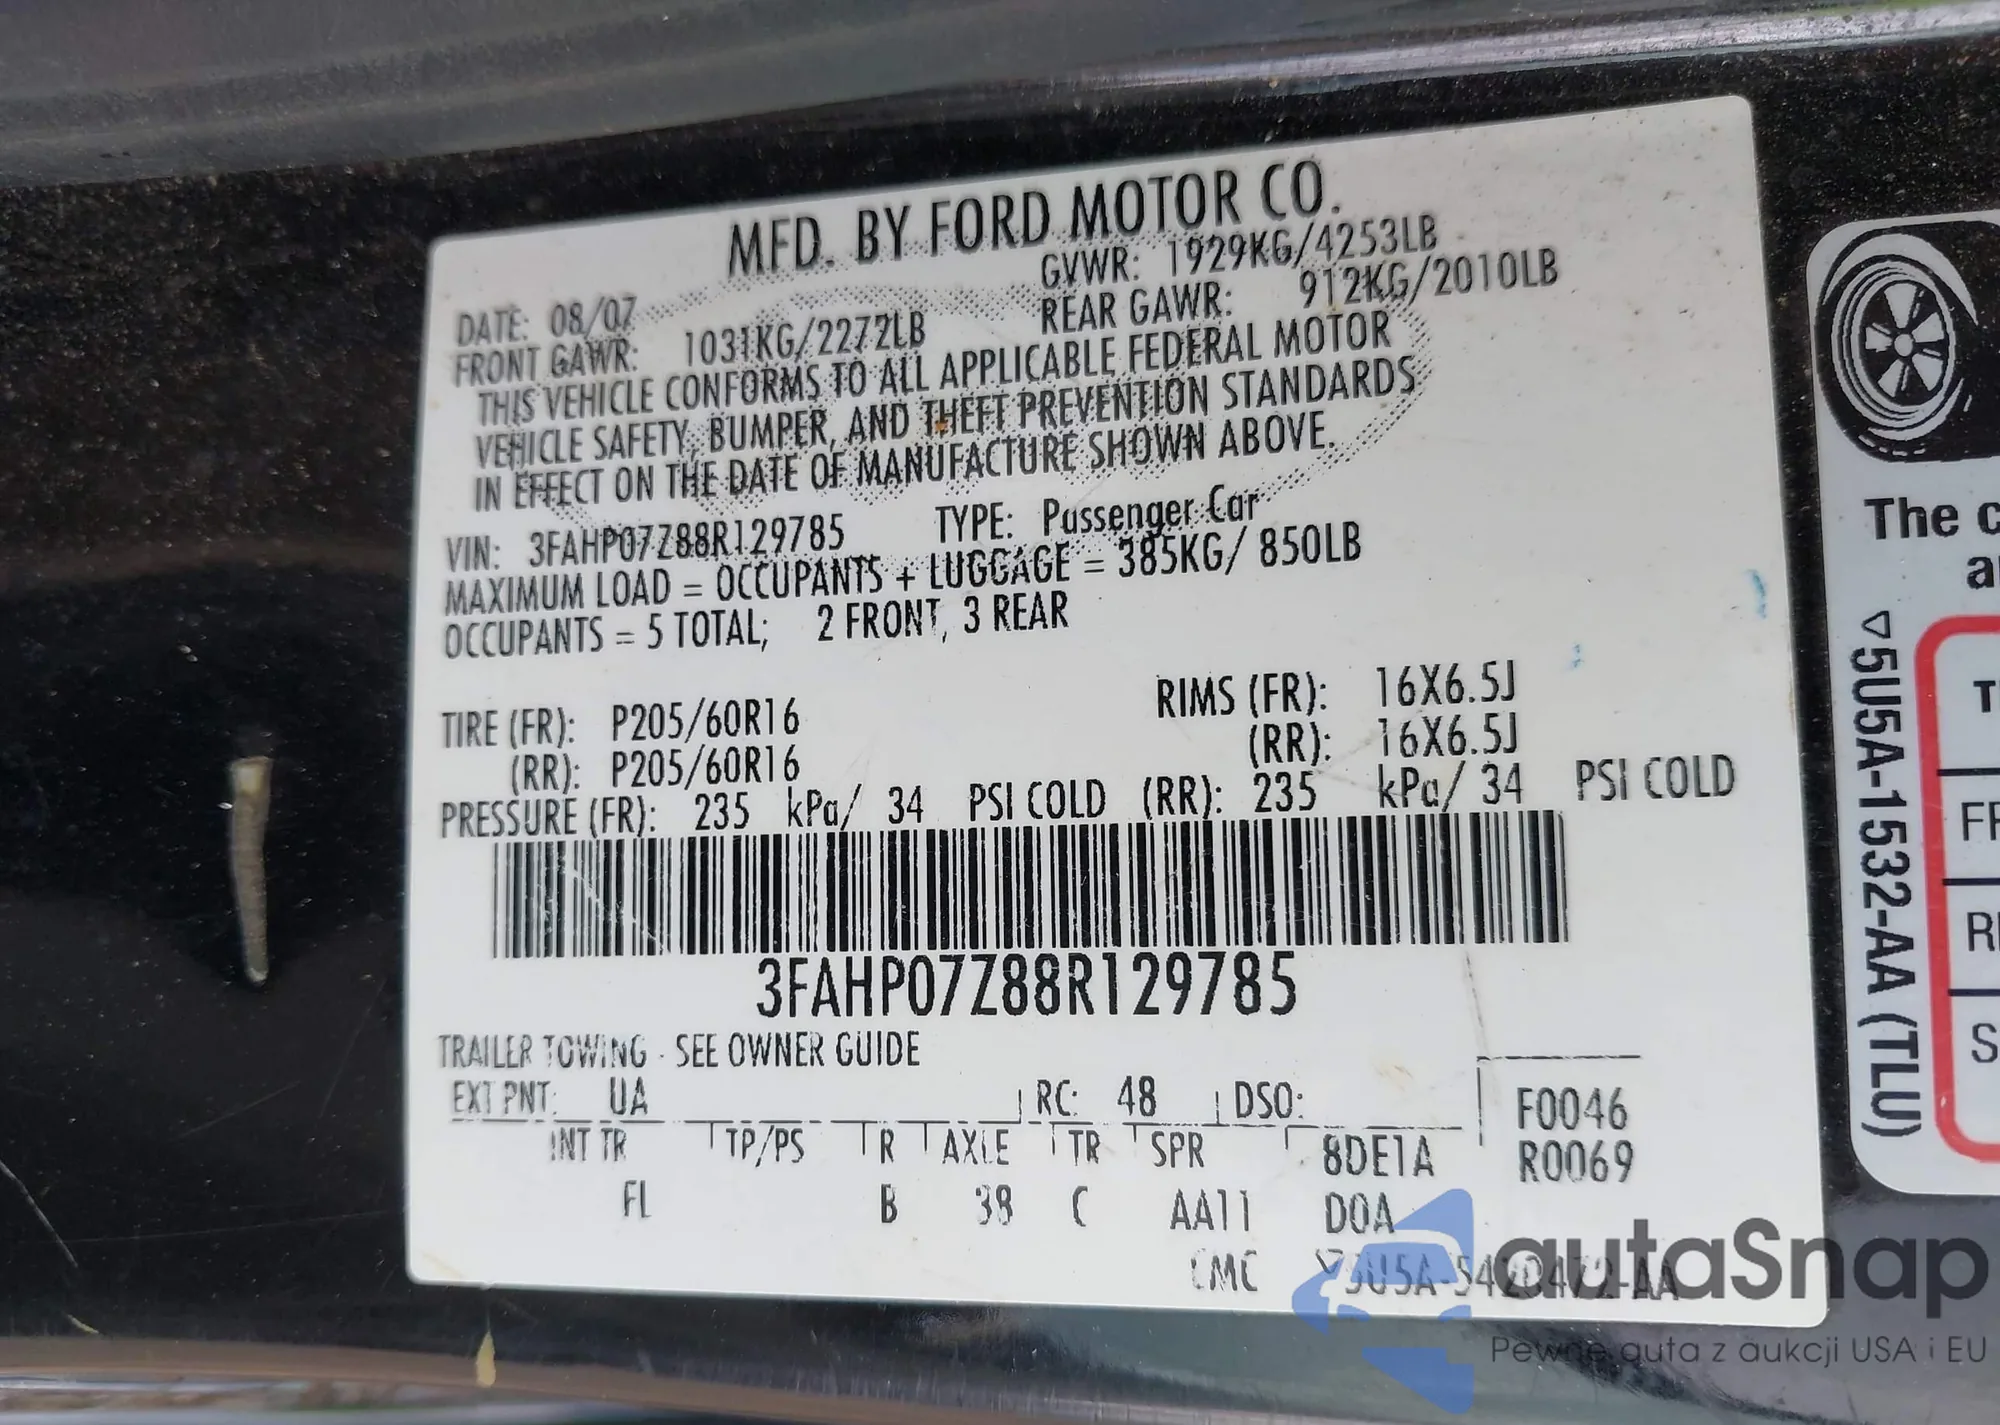 MFD. BY FORD MOTOR CO.
DATE: 08/07 GVWR: 1929KG/4253LB
FRONT GAWR: 1031KG/2272LB REAR GAWR: 912KG/2010LB
THIS VEHICLE CONFORMS TO ALL APPLICABLE FEDERAL MOTOR
VEHICLE SAFETY, BUMPER, AND THEFT PREVENTION STANDARDS
IN EFFECT ON THE DATE OF MANUFACTURE SHOWN ABOVE.
VIN: 3FAHP07Z88R129785 TYPE: Passenger Car
MAXIMUM LOAD = OCCUPANTS + LUGGAGE = 385KG/ 850LB
OCCUPANTS = 5 TOTAL; 2 FRONT, 3 REAR
TIRE (FR): P205/60R16 RIMS (FR): 16X6.5J
(RR): P205/60R16 (RR): 16X6.5J
PRESSURE (FR): 235 kPa/ 34 PSI COLD (RR): 235 kPa/ 34 PSI COLD
3FAHP07Z88R129785
TRAILER TOWING - SEE OWNER GUIDE
EXT PNT: UA RC: 48 DSO: F0046
INT TR TP/PS R AXLE TR SPR 8DE1A R0069
FL B 38 C AA11 D0A
CMC
The c
▽5U5A-1532-AA (TLU)
FR
S
autaSnap
Pewne auta z aukcji USA i EU